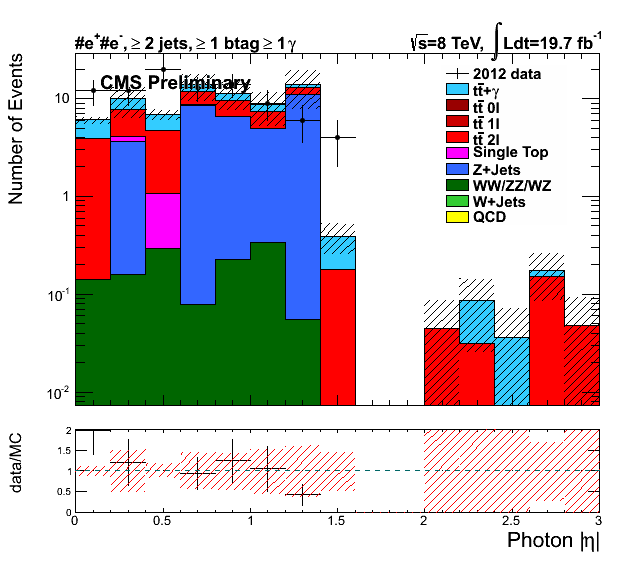 #e⁺#e⁻, ≥ 2 jets, ≥ 1 btag ≥ 1 γ
√s=8 TeV, ∫ Ldt=19.7 fb⁻¹
CMS Preliminary
2012 data
tt̄+γ
tt̄ 0l
tt̄ 1l
tt̄ 2l
Single Top
Z+Jets
WW/ZZ/WZ
W+Jets
QCD
Number of Events
10
1
10⁻¹
10⁻²
data/MC
2
1.5
1
0.5
0
0 0.5 1 1.5 2 2.5 3
Photon |η|